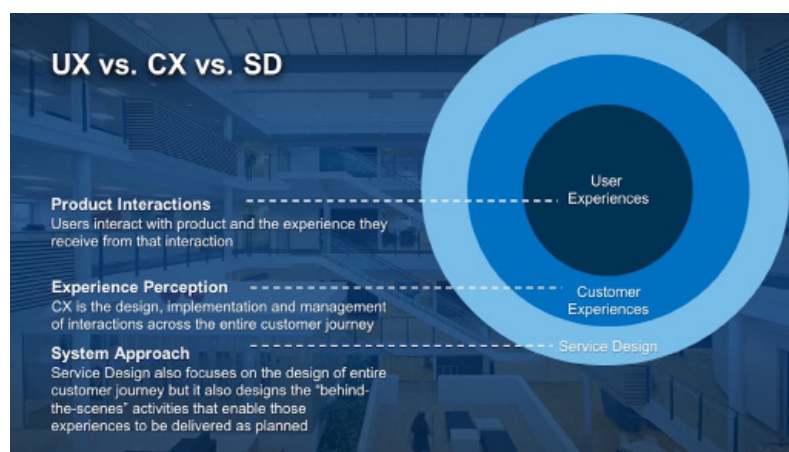 UX vs. CX vs. SD
Product Interactions
Users interact with product and the experience they
receive from that interaction
Experience Perception
CX is the design, implementation and management
of interactions across the entire customer journey
System Approach
Service Design also focuses on the design of entire
customer journey but it also designs the “behind-
the-scenes” activities that enable those
experiences to be delivered as planned
User
Experiences
Customer
Experiences
Service Design